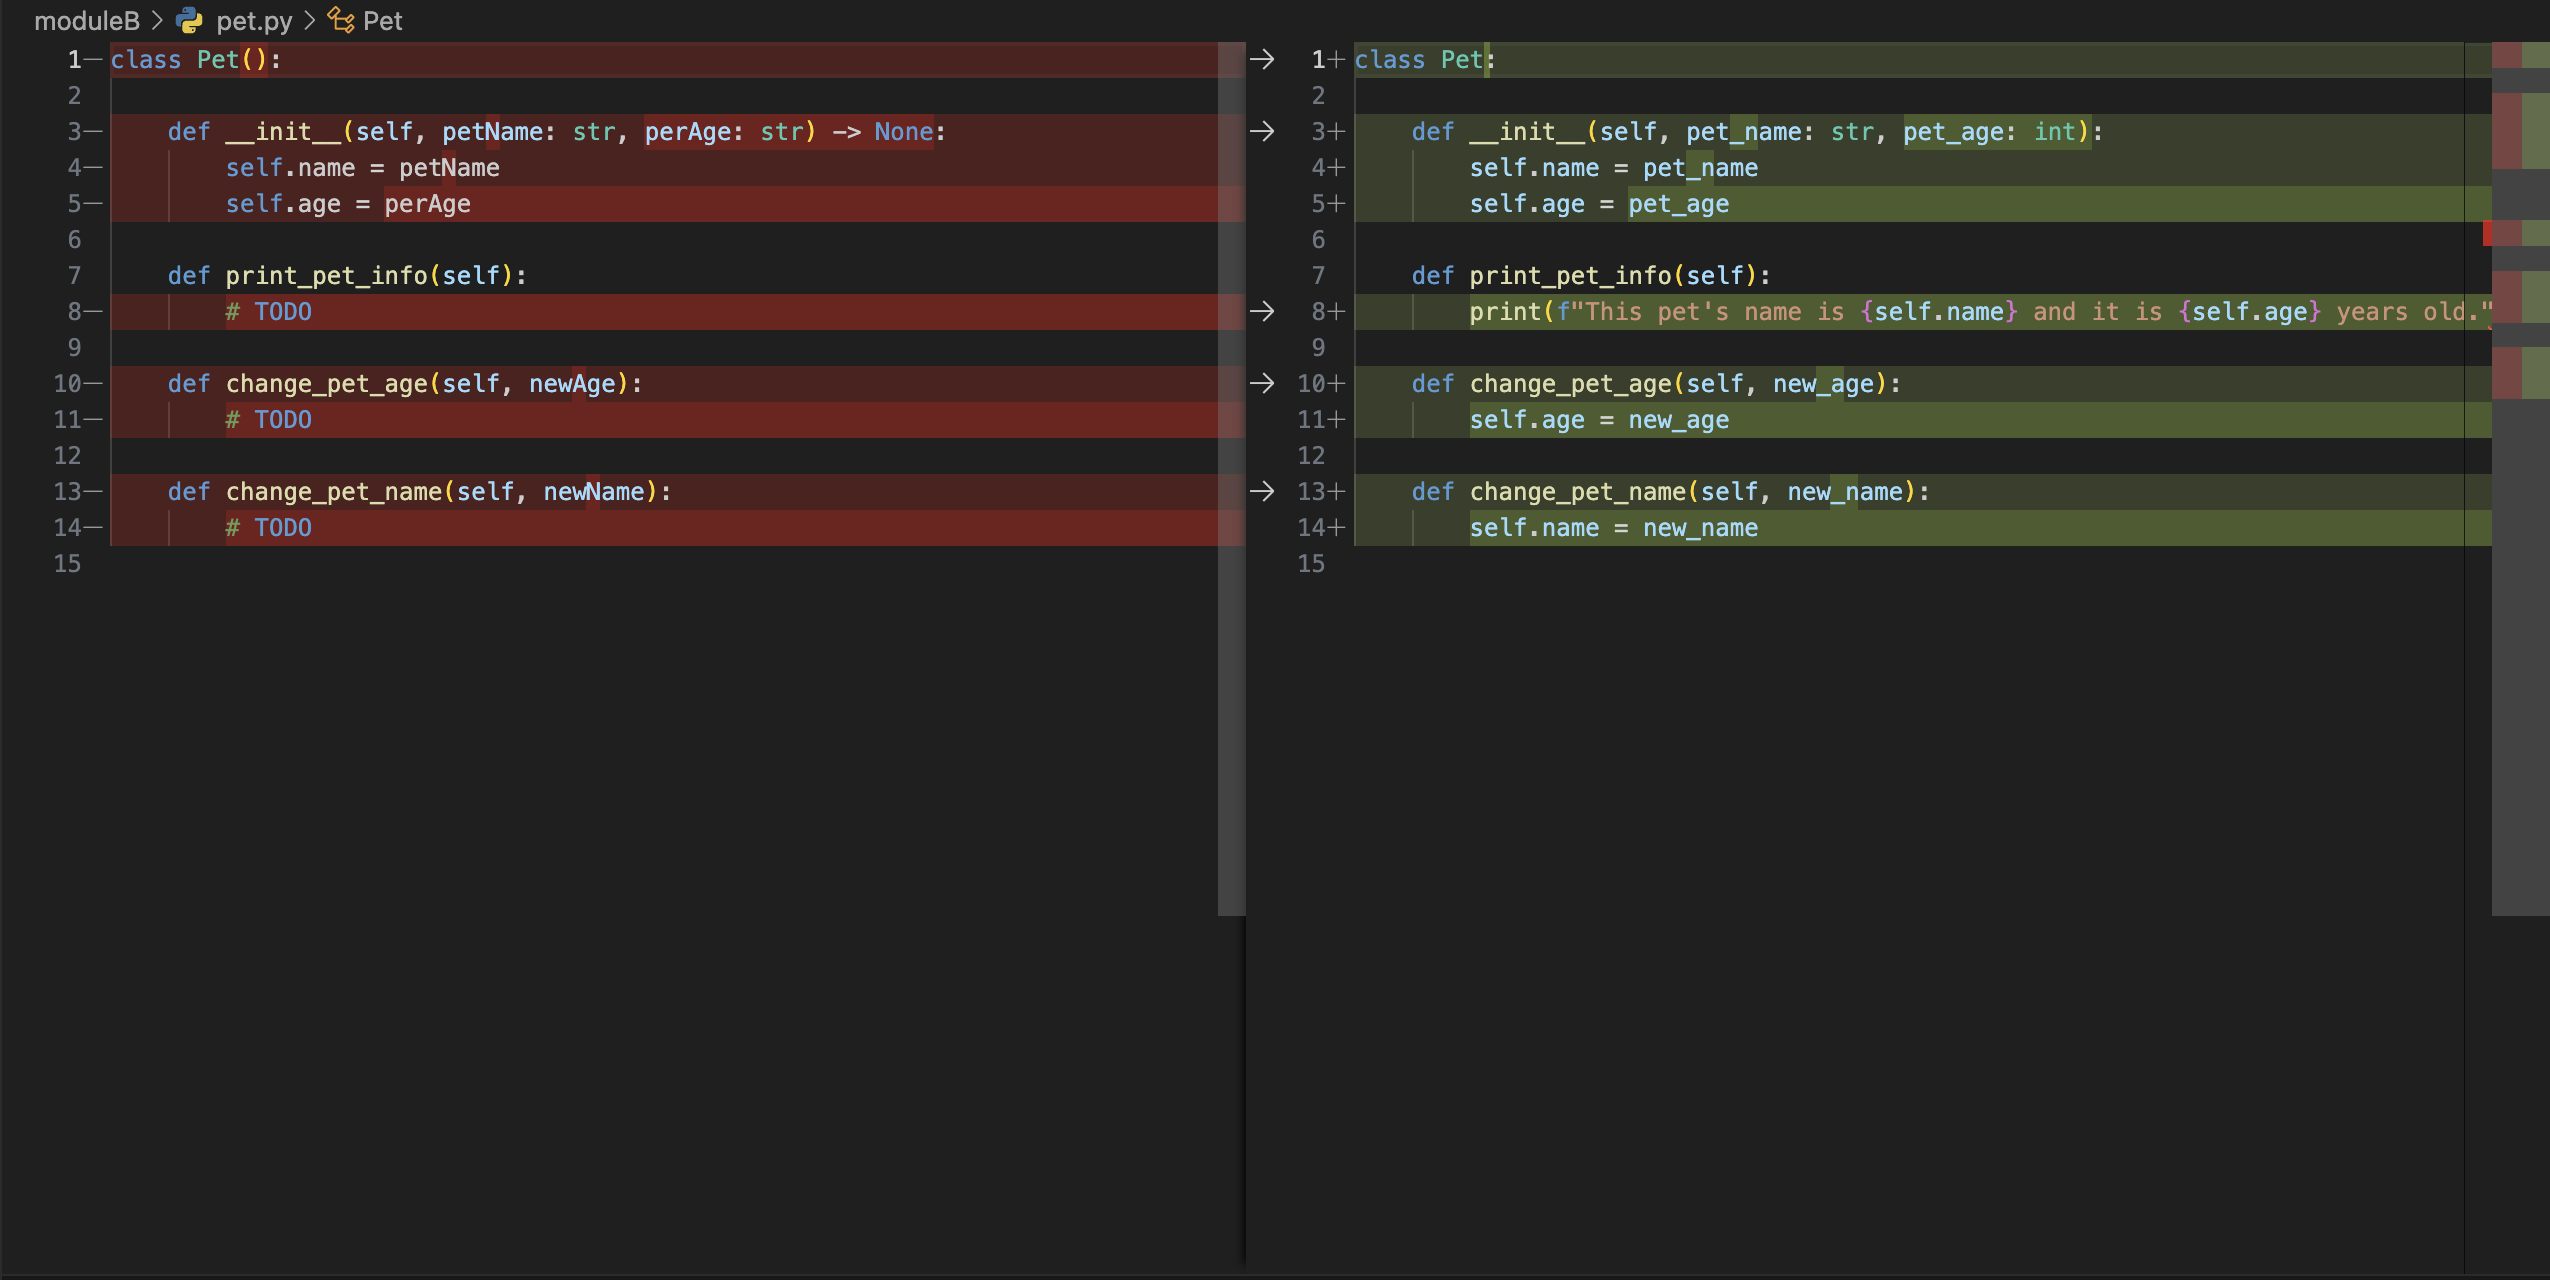 moduleB > pet.py > Pet
1— class Pet():
2
3— def __init__(self, petName: str, perAge: str) -> None:
4— self.name = petName
5— self.age = perAge
6
7 def print_pet_info(self):
8— # TODO
9
10— def change_pet_age(self, newAge):
11— # TODO
12
13— def change_pet_name(self, newName):
14— # TODO
15
→ 1+ class Pet:
2
→ 3+ def __init__(self, pet_name: str, pet_age: int):
4+ self.name = pet_name
5+ self.age = pet_age
6
7 def print_pet_info(self):
→ 8+ print(f"This pet's name is {self.name} and it is {self.age} years old."
9
→ 10+ def change_pet_age(self, new_age):
11+ self.age = new_age
12
→ 13+ def change_pet_name(self, new_name):
14+ self.name = new_name
15